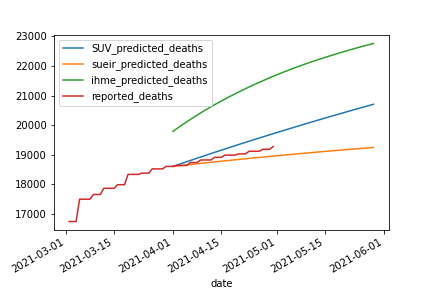 23000
22000
21000
20000
19000
18000
17000
SUV_predicted_deaths
sueir_predicted_deaths
ihme_predicted_deaths
reported_deaths
2021-03-01
2021-03-15
2021-04-01
2021-04-15
2021-05-01
2021-05-15
2021-06-01
date